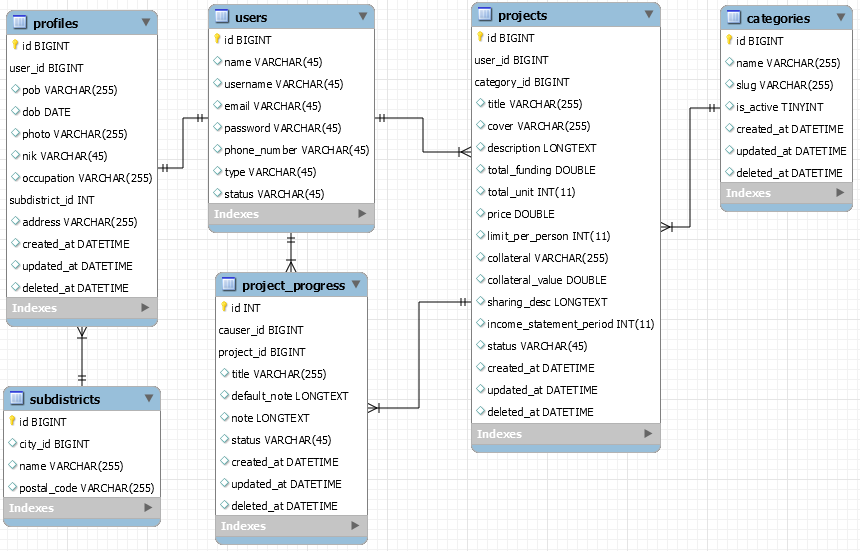 profiles
id BIGINT
user_id BIGINT
pob VARCHAR(255)
dob DATE
photo VARCHAR(255)
nik VARCHAR(45)
occupation VARCHAR(255)
subdistrict_id INT
address VARCHAR(255)
created_at DATETIME
updated_at DATETIME
deleted_at DATETIME
Indexes
users
id BIGINT
name VARCHAR(45)
username VARCHAR(45)
email VARCHAR(45)
password VARCHAR(45)
phone_number VARCHAR(45)
type VARCHAR(45)
status VARCHAR(45)
Indexes
projects
id BIGINT
user_id BIGINT
category_id BIGINT
title VARCHAR(255)
cover VARCHAR(255)
description LONGTEXT
total_funding DOUBLE
total_unit INT(11)
price DOUBLE
limit_per_person INT(11)
collateral VARCHAR(255)
collateral_value DOUBLE
sharing_desc LONGTEXT
income_statement_period INT(11)
status VARCHAR(45)
created_at DATETIME
updated_at DATETIME
deleted_at DATETIME
Indexes
categories
id BIGINT
name VARCHAR(255)
slug VARCHAR(255)
is_active TINYINT
created_at DATETIME
updated_at DATETIME
deleted_at DATETIME
Indexes
subdistricts
id BIGINT
city_id BIGINT
name VARCHAR(255)
postal_code VARCHAR(255)
Indexes
project_progress
id INT
causer_id BIGINT
project_id BIGINT
title VARCHAR(255)
default_note LONGTEXT
note LONGTEXT
status VARCHAR(45)
created_at DATETIME
updated_at DATETIME
deleted_at DATETIME
Indexes